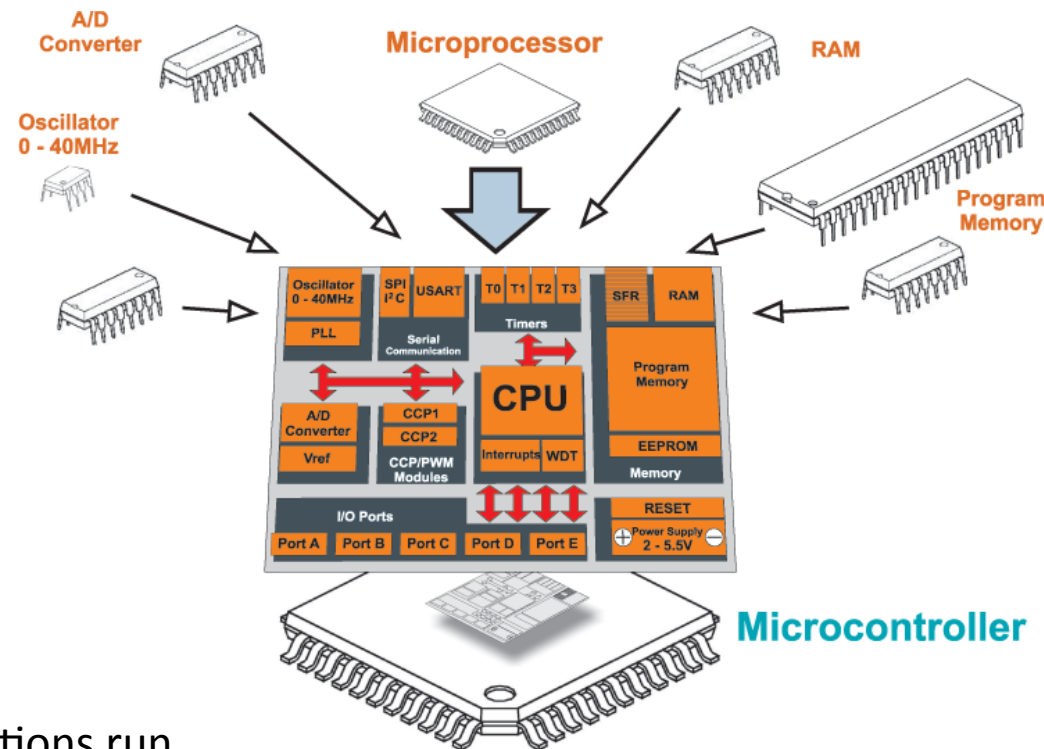 A/D
Converter
Microprocessor
RAM
Oscillator
0 - 40MHz
Program
Memory
Oscillator
0 - 40MHz
PLL
SPI
I²C
USART
Serial
Communication
T0 T1 T2 T3
Timers
SFR
RAM
Program
Memory
EEPROM
Memory
CPU
Interrupts
WDT
A/D
Converter
Vref
CCP1
CCP2
CCP/PWM
Modules
I/O Ports
Port A Port B Port C Port D Port E
RESET
+ Power Supply −
2 - 5.5V
Microcontroller
tions run